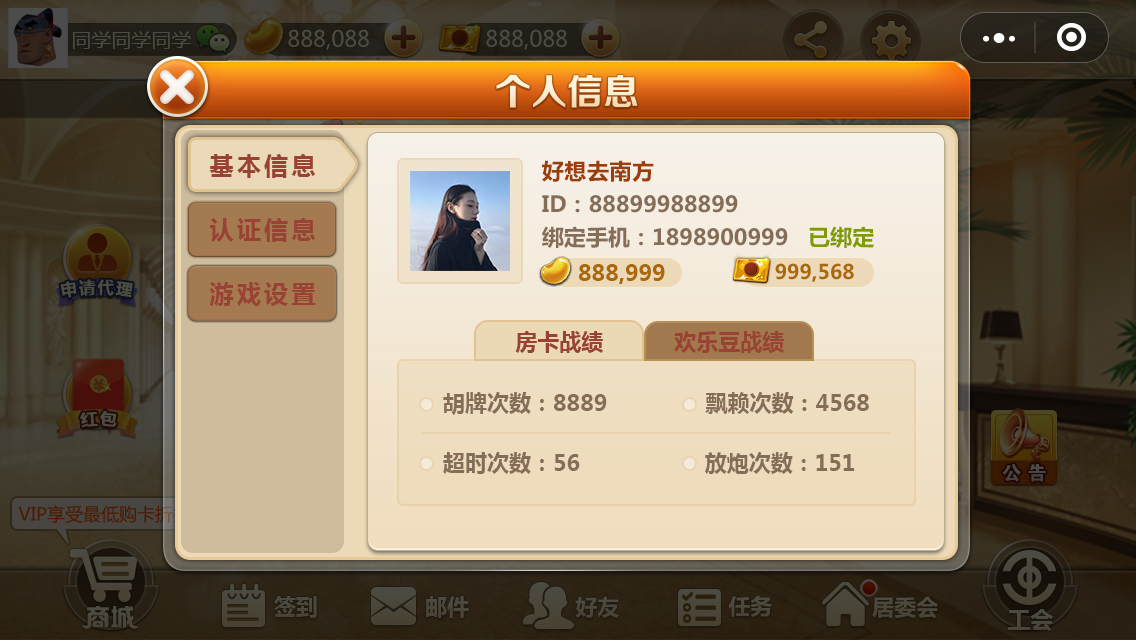 同学同学同学
888,088
888,088
个人信息
基本信息
认证信息
游戏设置
好想去南方
ID：88899988899
绑定手机：1898900999 已绑定
888,999
999,568
房卡战绩
欢乐豆战绩
胡牌次数：8889
飘赖次数：4568
超时次数：56
放炮次数：151
申请代理
红包
公告
VIP享受最低购卡折
商城
签到
邮件
好友
任务
居委会
工会